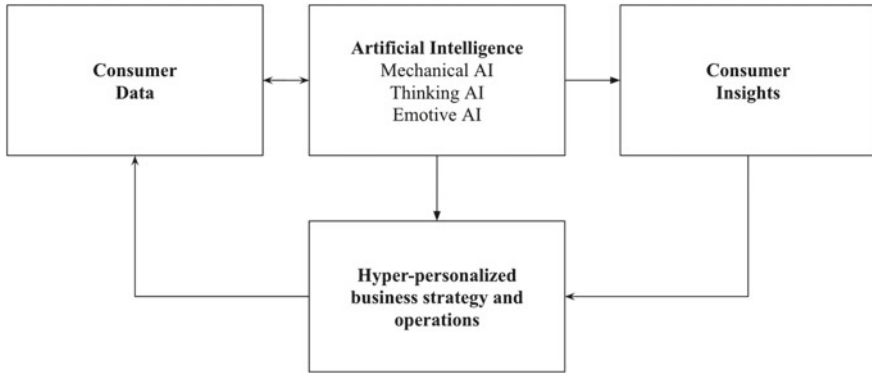 Consumer
Data
Artificial Intelligence
Mechanical AI
Thinking AI
Emotive AI
Consumer
Insights
Hyper-personalized
business strategy and
operations